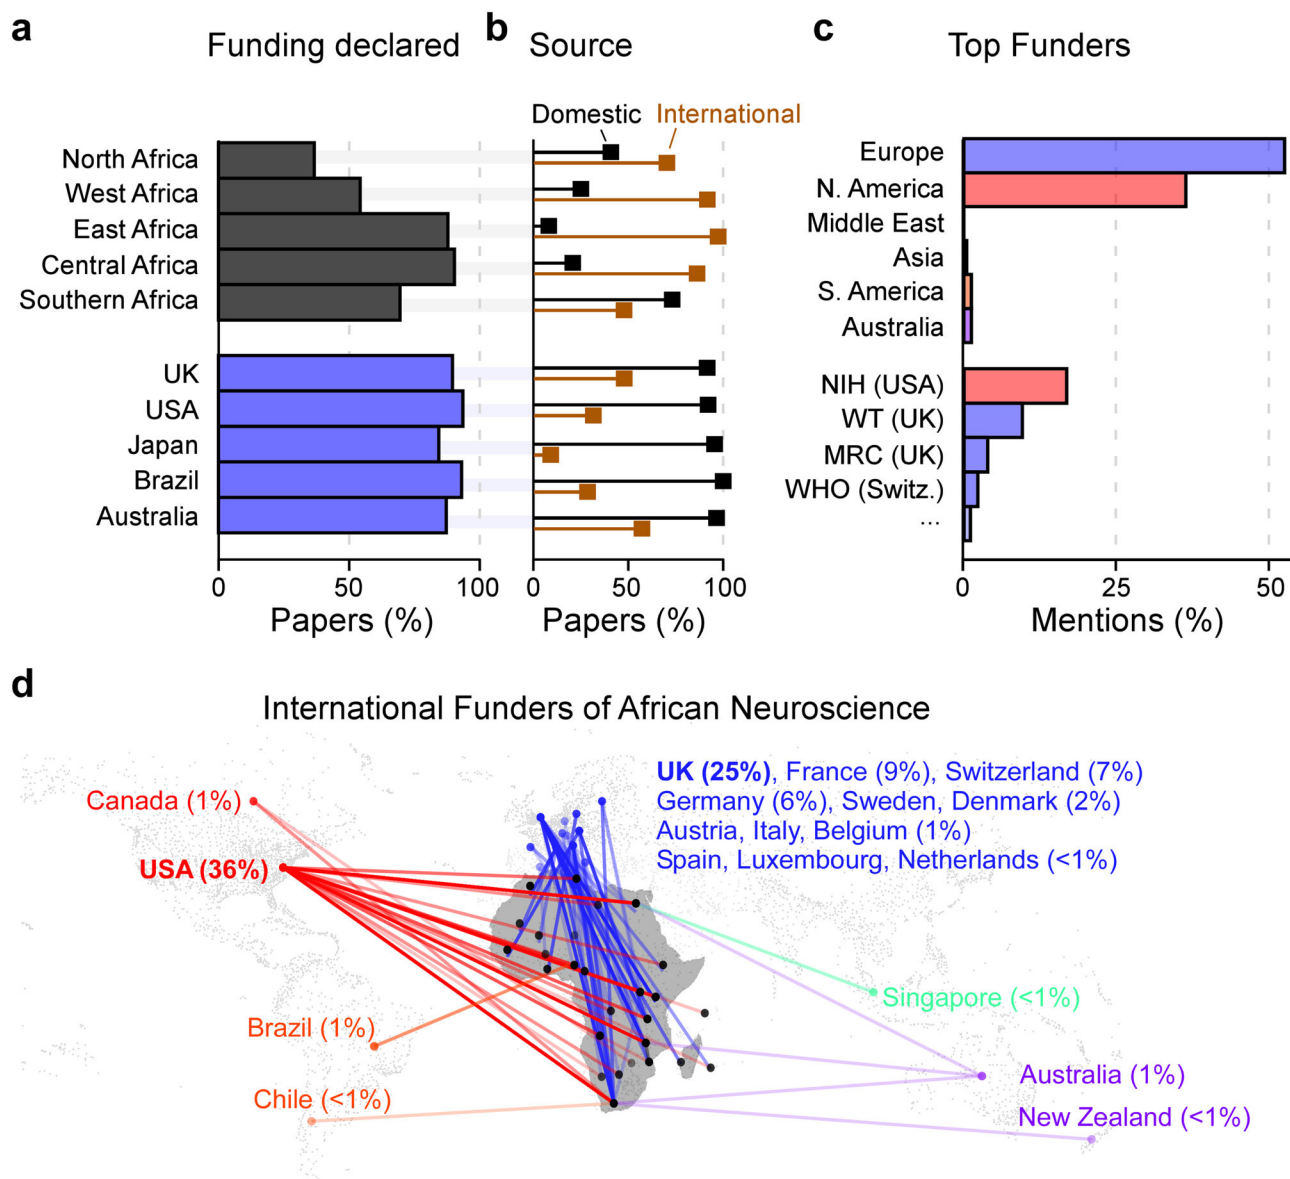 a
Funding declared
North Africa
West Africa
East Africa
Central Africa
Southern Africa
UK
USA
Japan
Brazil
Australia
0 50 100
Papers (%)
b
Source
Domestic International
0 50 100
Papers (%)
c
Top Funders
Europe
N. America
Middle East
Asia
S. America
Australia
NIH (USA)
WT (UK)
MRC (UK)
WHO (Switz.)
...
0 25 50
Mentions (%)
d
International Funders of African Neuroscience
UK (25%), France (9%), Switzerland (7%)
Germany (6%), Sweden, Denmark (2%)
Austria, Italy, Belgium (1%)
Spain, Luxembourg, Netherlands (<1%)
Canada (1%)
USA (36%)
Brazil (1%)
Chile (<1%)
Singapore (<1%)
Australia (1%)
New Zealand (<1%)